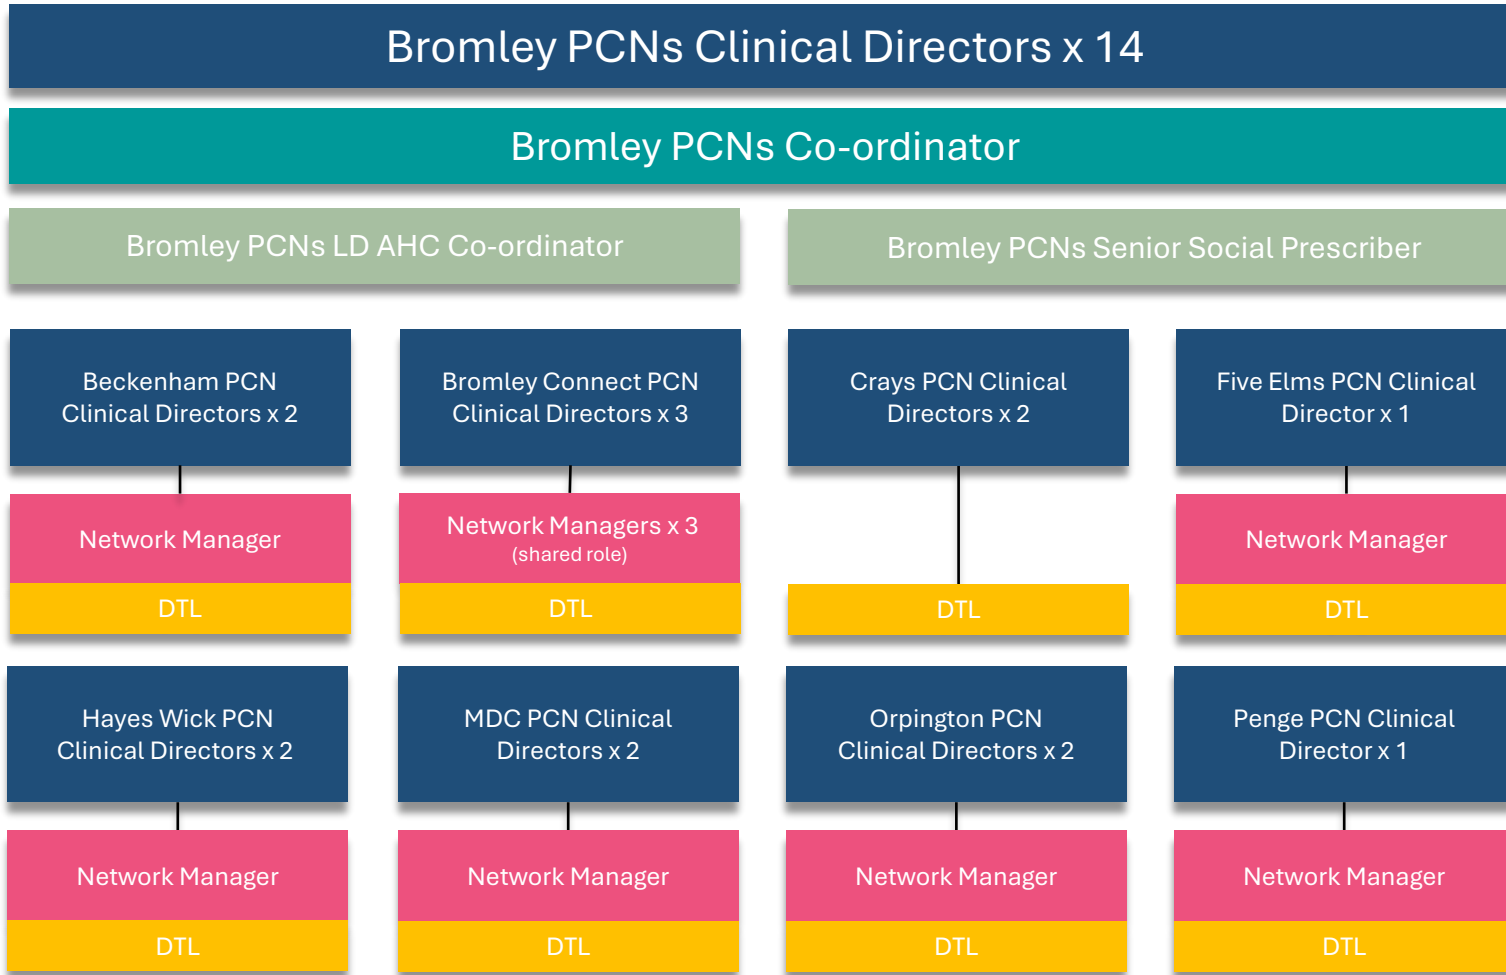 Bromley PCNs Clinical Directors x 14
Bromley PCNs Co-ordinator
Bromley PCNs LD AHC Co-ordinator
Bromley PCNs Senior Social Prescriber
Beckenham PCN
Clinical Directors x 2
Network Manager
DTL
Bromley Connect PCN
Clinical Directors x 3
Network Managers x 3
(shared role)
DTL
Crays PCN Clinical
Directors x 2
DTL
Five Elms PCN Clinical
Director x 1
Network Manager
DTL
Hayes Wick PCN
Clinical Directors x 2
Network Manager
DTL
MDC PCN Clinical
Directors x 2
Network Manager
DTL
Orpington PCN
Clinical Directors x 2
Network Manager
DTL
Penge PCN Clinical
Director x 1
Network Manager
DTL